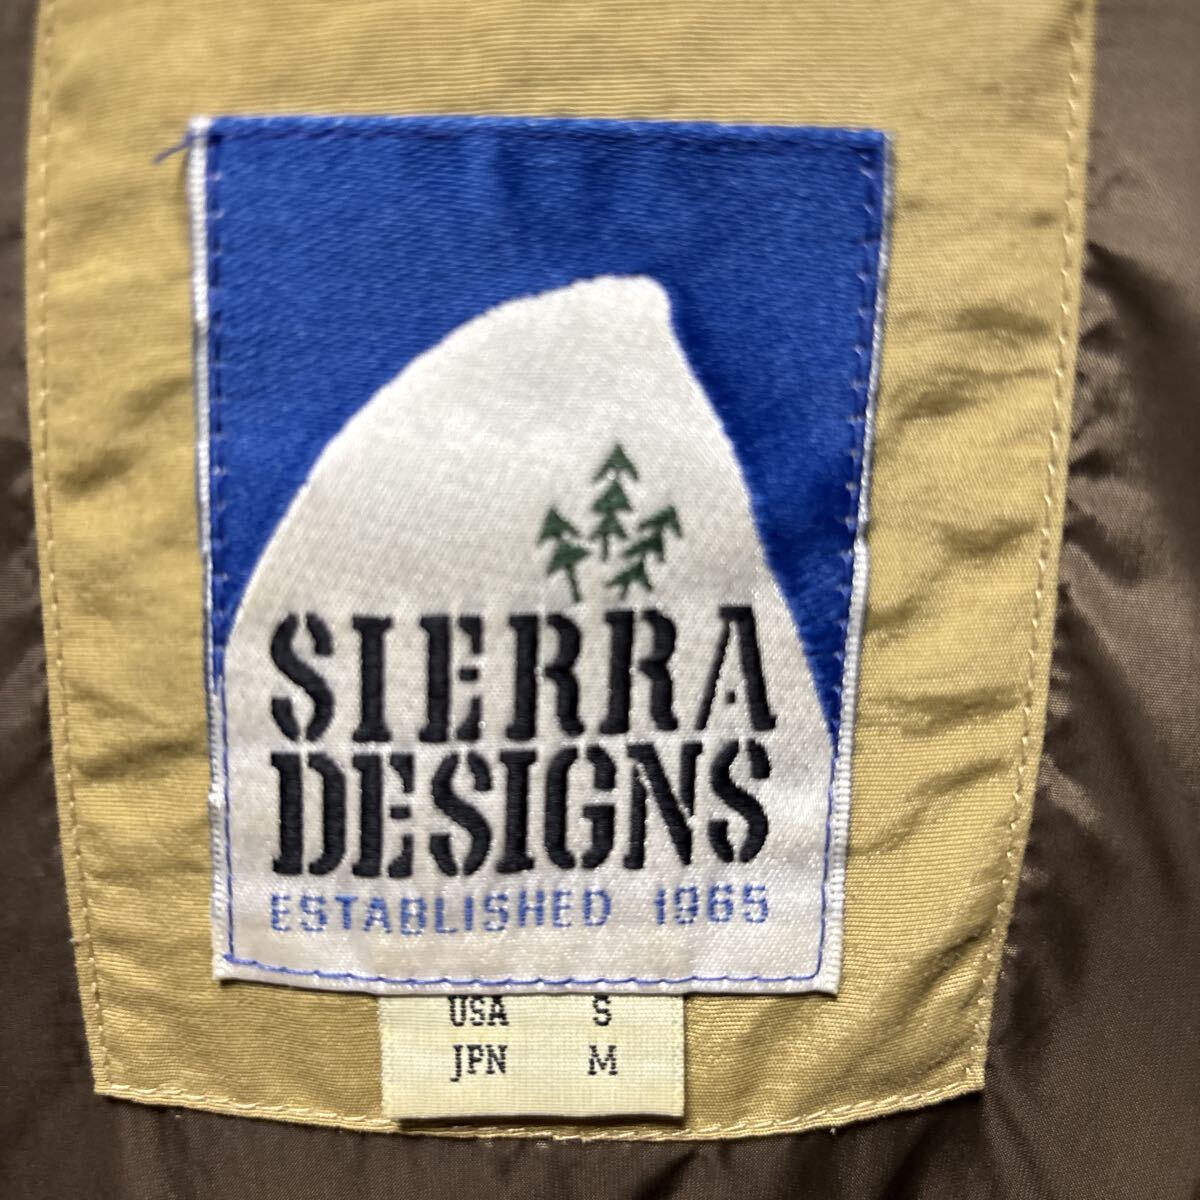 SIERRA
DESIGNS
ESTABLISHED 1965
USA S
JPN M